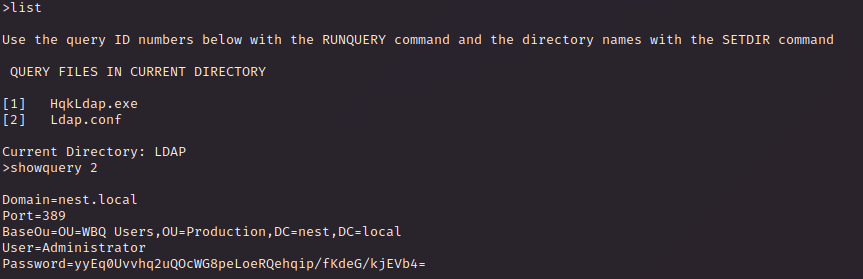 >list
Use the query ID numbers below with the RUNQUERY command and the directory names with the SETDIR command
QUERY FILES IN CURRENT DIRECTORY
[1]   HqkLdap.exe
[2]   Ldap.conf
Current Directory: LDAP
>showquery 2
Domain=nest.local
Port=389
BaseOu=OU=WBQ Users,OU=Production,DC=nest,DC=local
User=Administrator
Password=yyEq0Uvvhq2uQOcWG8peLoeRQehqip/fKdeG/kjEVb4=